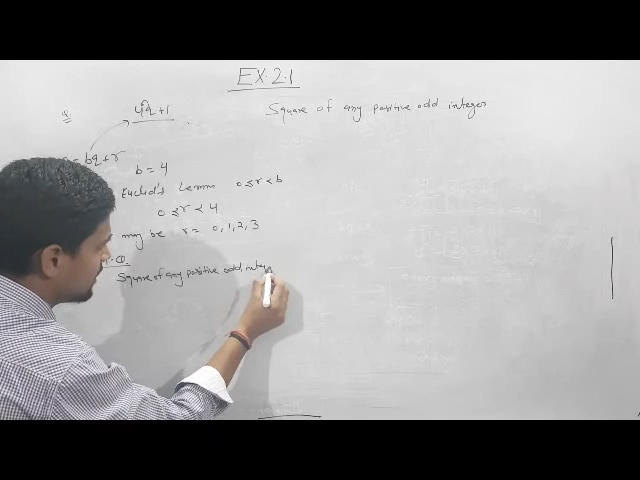 EX.2.1
Q 4q+1 Square of any positive odd integer
= bq+r
b = 4
Euclid's Lemma 0 ≤ r < b
0 ≤ r < 4
may be r = 0, 1, 2, 3
Square of any positive odd integ